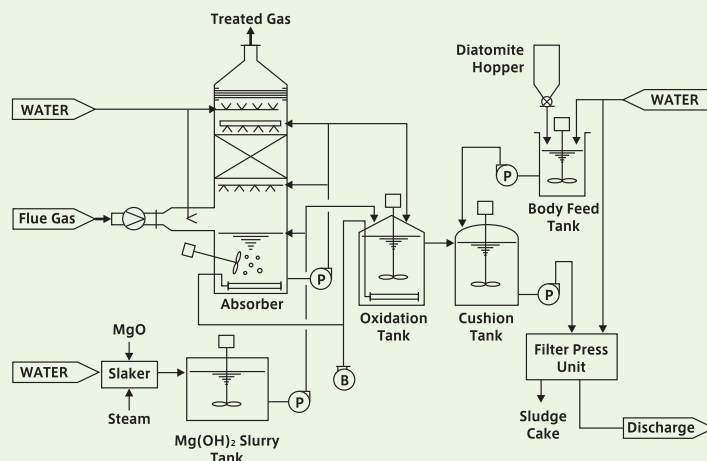 Treated Gas
Diatomite
Hopper
WATER
WATER
P
Flue Gas
Body Feed
Tank
P
P
Absorber
Oxidation
Tank
Cushion
Tank
MgO
Filter Press
Unit
WATER
Slaker
B
P
Steam
Sludge
Cake
Discharge
Mg(OH)₂ Slurry
Tank